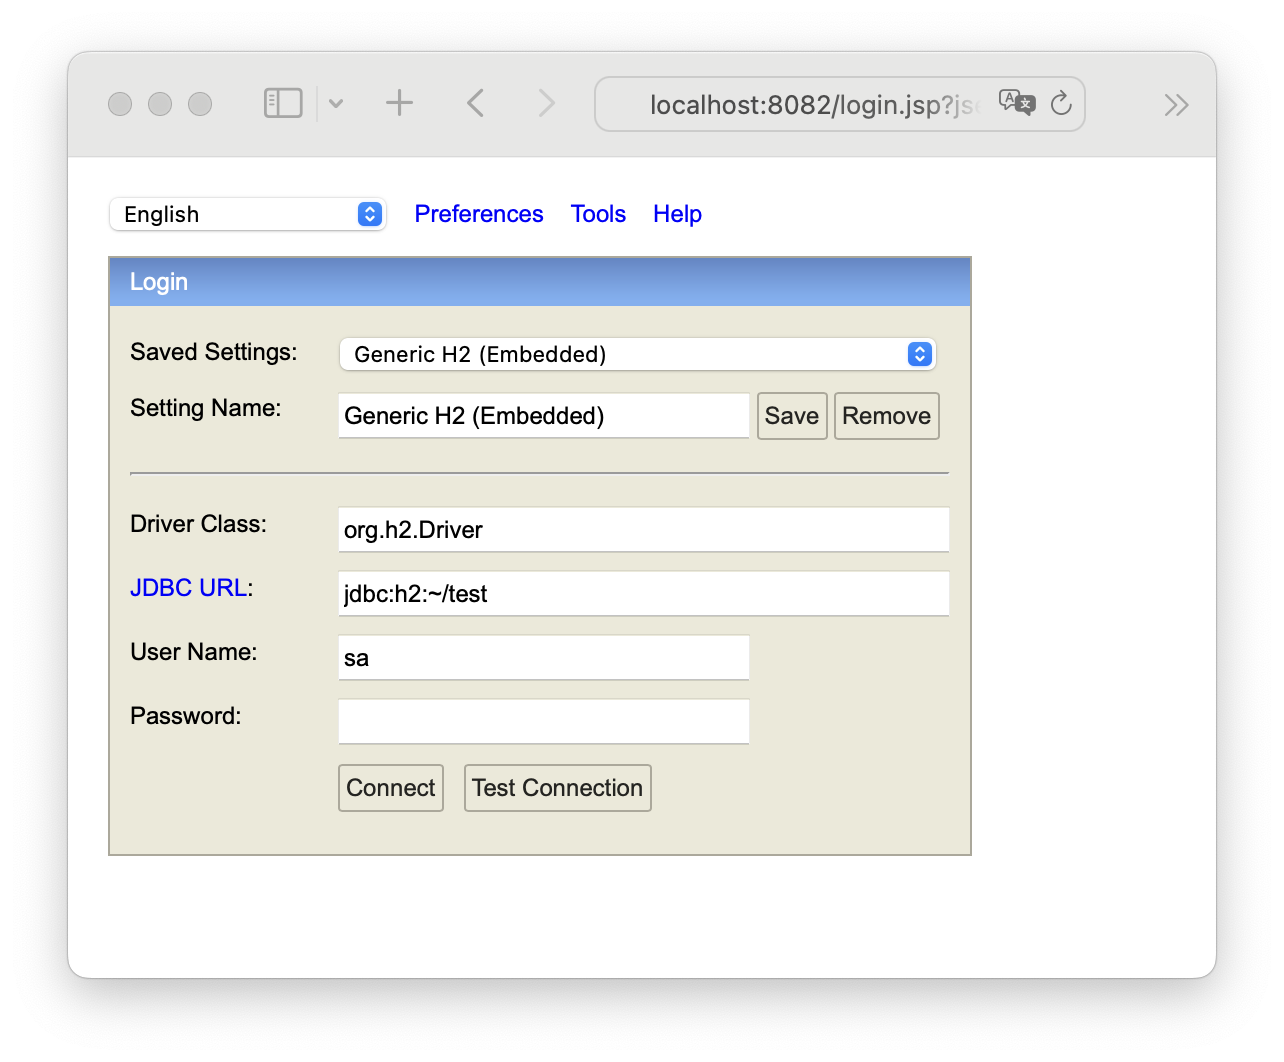 localhost:8082/login.jsp?js
English Preferences Tools Help
Login
Saved Settings: Generic H2 (Embedded)
Setting Name: Generic H2 (Embedded) Save Remove
Driver Class: org.h2.Driver
JDBC URL: jdbc:h2:~/test
User Name: sa
Password:
Connect Test Connection